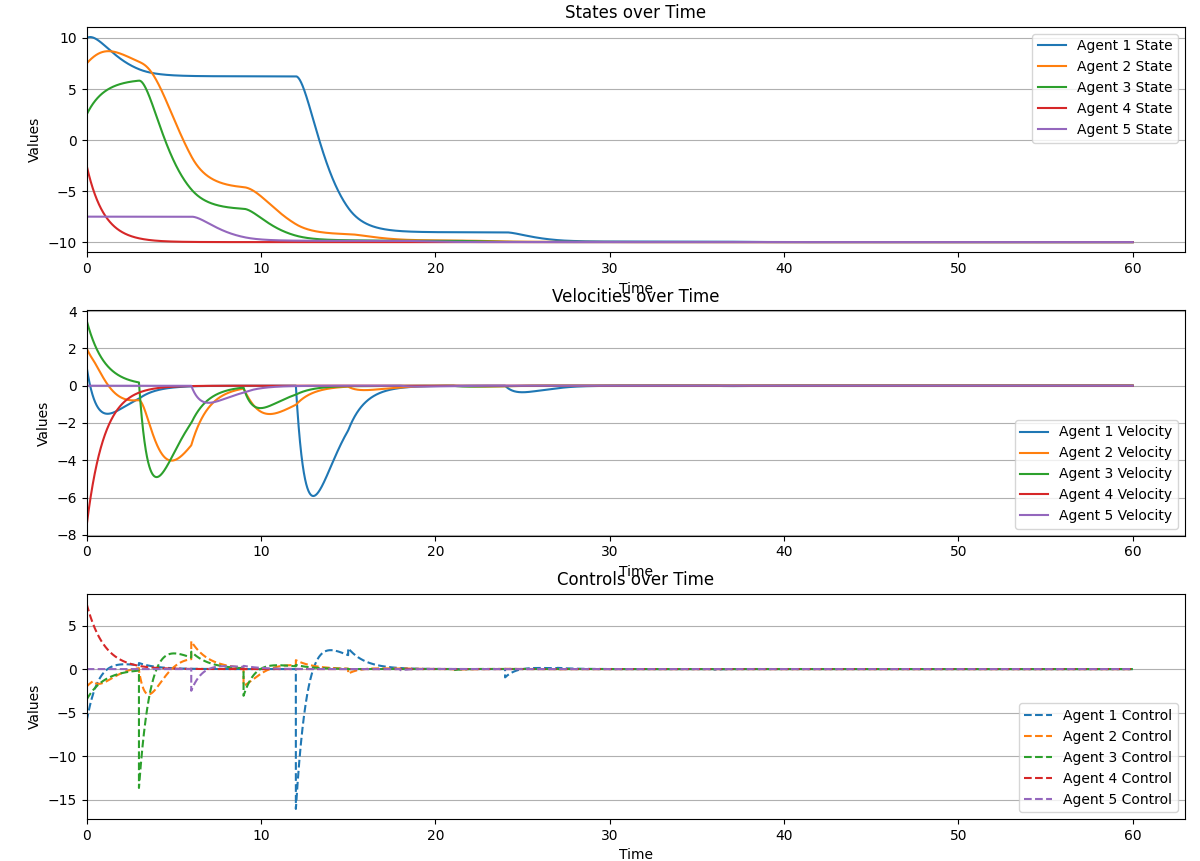 States over Time
Values
10
5
0
−5
−10
Agent 1 State
Agent 2 State
Agent 3 State
Agent 4 State
Agent 5 State
0 10 20 30 40 50 60
Time
Velocities over Time
Values
4
2
0
−2
−4
−6
−8
Agent 1 Velocity
Agent 2 Velocity
Agent 3 Velocity
Agent 4 Velocity
Agent 5 Velocity
0 10 20 30 40 50 60
Time
Controls over Time
Values
5
0
−5
−10
−15
Agent 1 Control
Agent 2 Control
Agent 3 Control
Agent 4 Control
Agent 5 Control
0 10 20 30 40 50 60
Time